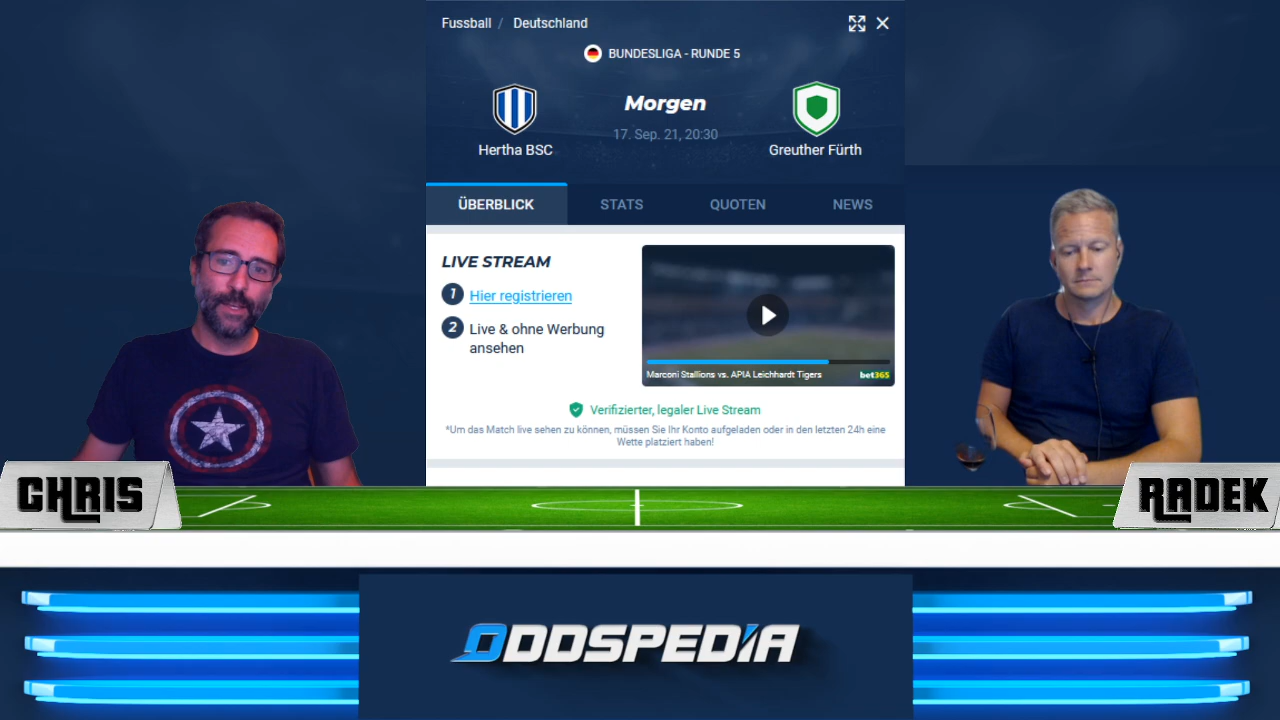 Fussball / Deutschland
BUNDESLIGA - RUNDE 5
Morgen
17. Sep. 21, 20:30
Hertha BSC
Greuther Fürth
ÜBERBLICK STATS QUOTEN NEWS
LIVE STREAM
1 Hier registrieren
2 Live & ohne Werbung
ansehen
Marconi Stallions vs. APIA Leichhardt Tigers bet365
Verifizierter, legaler Live Stream
*Um das Match live sehen zu können, müssen Sie Ihr Konto aufgeladen oder in den letzten 24h eine
Wette platziert haben!
CHRIS
RADEK
ODDSPEDIA